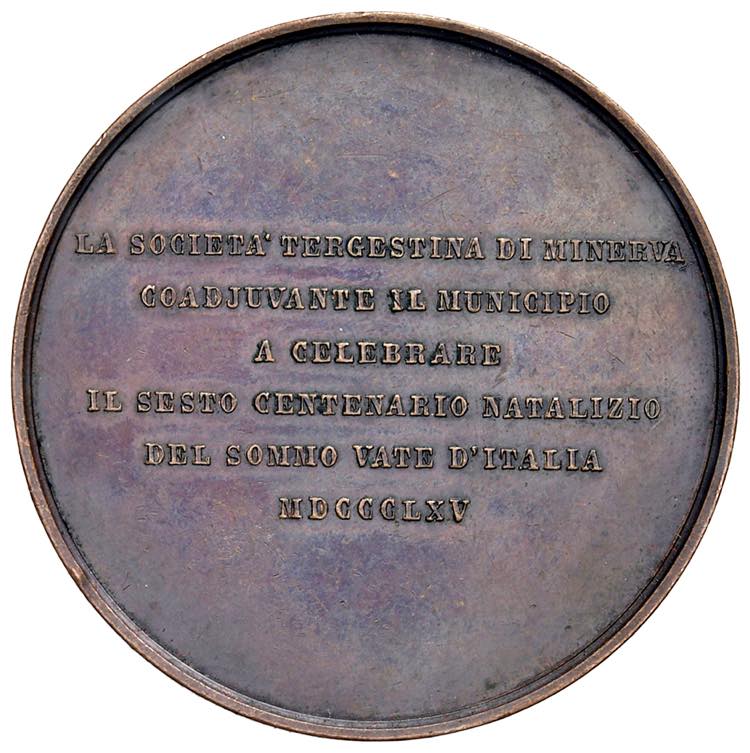 LA SOCIETA' TERGESTINA DI MINERVA
COADJUVANTE IL MUNICIPIO
A CELEBRARE
IL SESTO CENTENARIO NATALIZIO
DEL SOMMO VATE D'ITALIA
MDCCCLXV